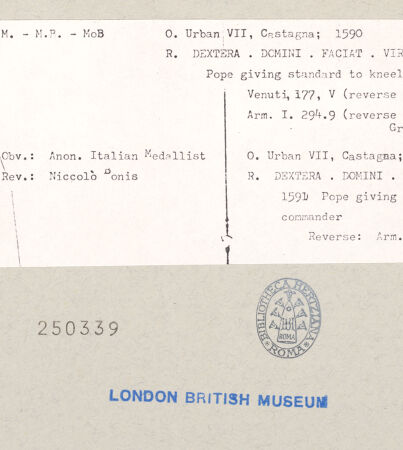 M. - M.P. - MoB
O. Urban VII, Castagna; 1590
R. DEXTERA . DOMINI . FACIAT . VIR
Pope giving standard to kneel
Venuti, 177, V (reverse
Arm. I. 294.9 (reverse
Gr
Obv.: Anon. Italian Medallist
Rev.: Niccolò Bonis
O. Urban VII, Castagna;
R. DEXTERA . DOMINI .
1591 Pope giving
commander
Reverse: Arm.
250339
BIBLIOTHECA HERTZIANA
ROMA
ROMA
LONDON BRITISH MUSEUM